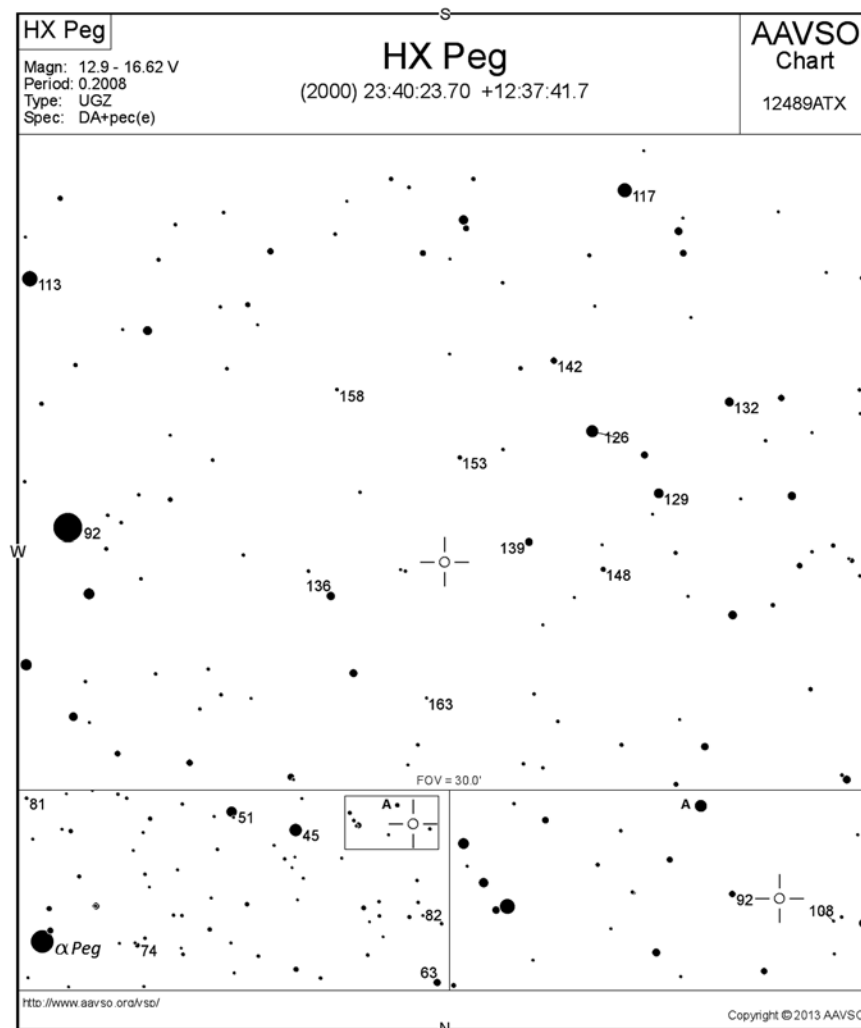 S
HX Peg
Magn: 12.9 - 16.62 V
Period: 0.2008
Type: UGZ
Spec: DA+pec(e)
HX Peg
(2000) 23:40:23.70 +12:37:41.7
AAVSO
Chart
12489ATX
117
113
142
158
132
126
153
129
92
W
139
148
136
163
FOV = 30.0'
81
51
A
45
82
α Peg
74
63
A
92
108
http://www.aavso.org/vsp/
Copyright © 2013 AAVSO
N